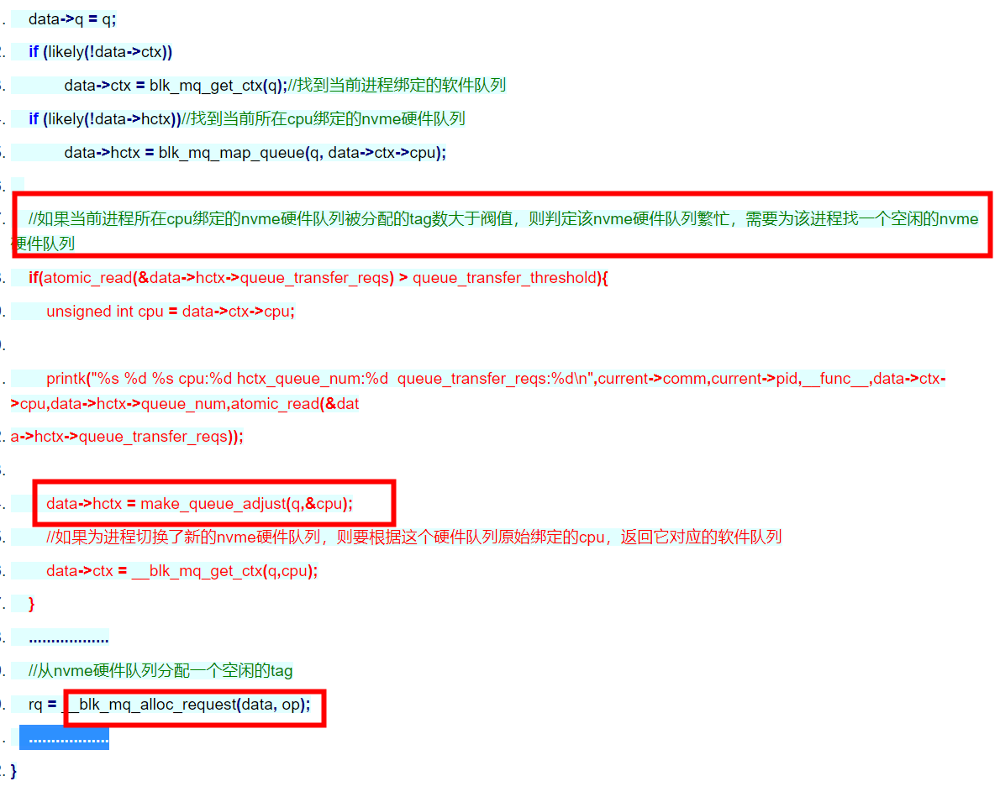 data->q = q;
if (likely(!data->ctx))
data->ctx = blk_mq_get_ctx(q);//找到当前进程绑定的软件队列
if (likely(!data->hctx))//找到当前所在cpu绑定的nvme硬件队列
data->hctx = blk_mq_map_queue(q, data->ctx->cpu);
//如果当前进程所在cpu绑定的nvme硬件队列被分配的tag数大于阀值，则判定该nvme硬件队列繁忙，需要为该进程找一个空闲的nvme
硬件队列
if(atomic_read(&data->hctx->queue_transfer_reqs) > queue_transfer_threshold){
unsigned int cpu = data->ctx->cpu;
printk("%s %d %s cpu:%d hctx_queue_num:%d  queue_transfer_reqs:%d\n",current->comm,current->pid,__func__,data->ctx-
>cpu,data->hctx->queue_num,atomic_read(&dat
a->hctx->queue_transfer_reqs));
data->hctx = make_queue_adjust(q,&cpu);
//如果为进程切换了新的nvme硬件队列，则要根据这个硬件队列原始绑定的cpu，返回它对应的软件队列
data->ctx = __blk_mq_get_ctx(q,cpu);
}
..................
//从nvme硬件队列分配一个空闲的tag
rq = __blk_mq_alloc_request(data, op);
..................
}